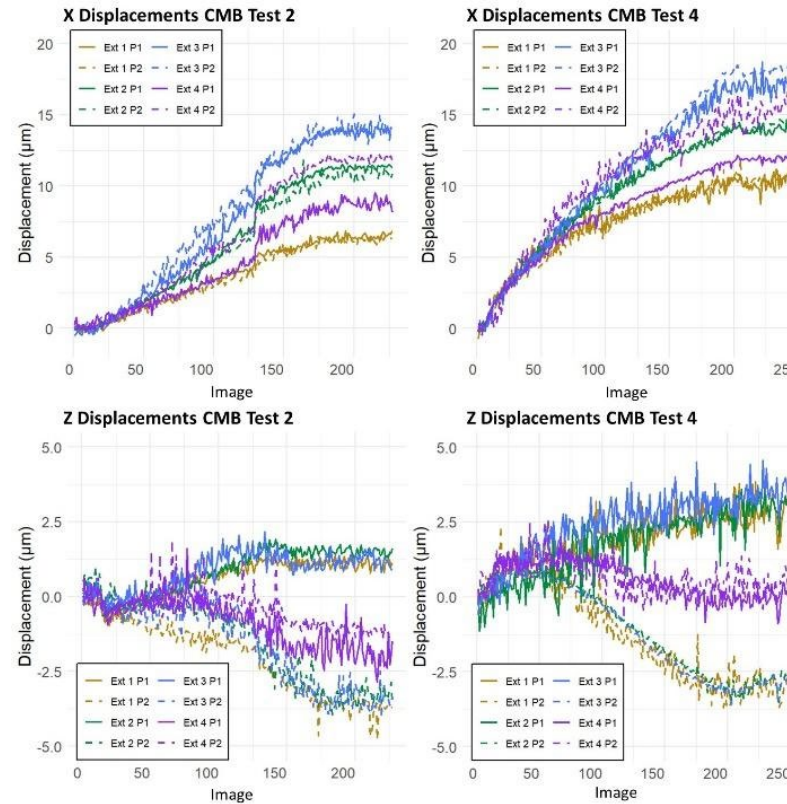 X Displacements CMB Test 2
20
15
10
5
0
Displacement (µm)
Ext 1 P1 Ext 3 P1
Ext 1 P2 Ext 3 P2
Ext 2 P1 Ext 4 P1
Ext 2 P2 Ext 4 P2
0 50 100 150 200
Image
X Displacements CMB Test 4
20
15
10
5
0
Displacement (µm)
Ext 1 P1 Ext 3 P1
Ext 1 P2 Ext 3 P2
Ext 2 P1 Ext 4 P1
Ext 2 P2 Ext 4 P2
0 50 100 150 200 250
Image
Z Displacements CMB Test 2
5.0
2.5
0.0
-2.5
-5.0
Displacement (µm)
Ext 1 P1 Ext 3 P1
Ext 1 P2 Ext 3 P2
Ext 2 P1 Ext 4 P1
Ext 2 P2 Ext 4 P2
0 50 100 150 200
Image
Z Displacements CMB Test 4
5.0
2.5
0.0
-2.5
-5.0
Displacement (µm)
Ext 1 P1 Ext 3 P1
Ext 1 P2 Ext 3 P2
Ext 2 P1 Ext 4 P1
Ext 2 P2 Ext 4 P2
0 50 100 150 200 250
Image